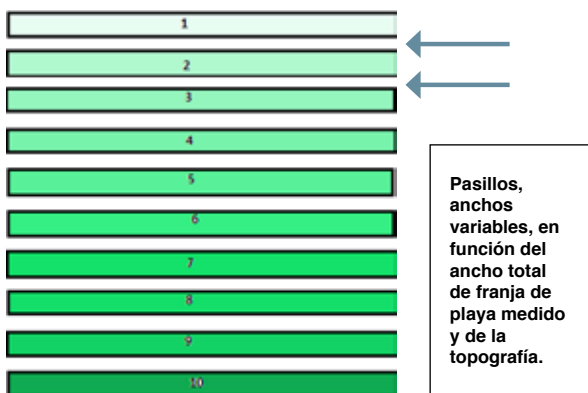 1
2
3
4
5
6
7
8
9
10
Pasillos,
anchos
variables, en
función del
ancho total
de franja de
playa medido
y de la
topografía.